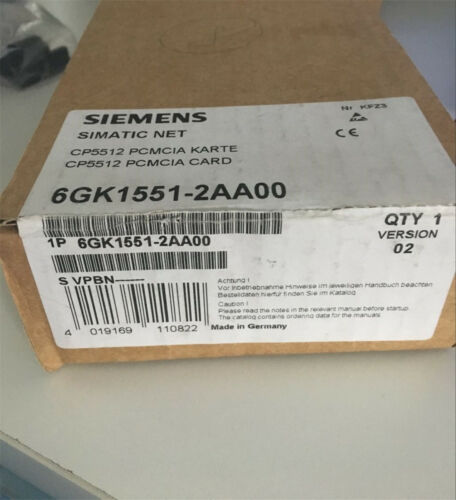 SIEMENS
Nr KFZ3
SIMATIC NET
CE
CP5512 PCMCIA KARTE
CP5512 PCMCIA CARD
6GK1551-2AA00
QTY 1
1P 6GK1551-2AA00
VERSION
02
S VPBN------
Achtung !
Vor Inbetriebnahme Hinweise im jeweiligen Handbuch beachten
Bestelldaten hierfür finden Sie im Katalog
Caution !
Please read the notes in the relevant manual before startup.
The catalog contains ordering data for the manuals.
4 019169 110822
Made in Germany